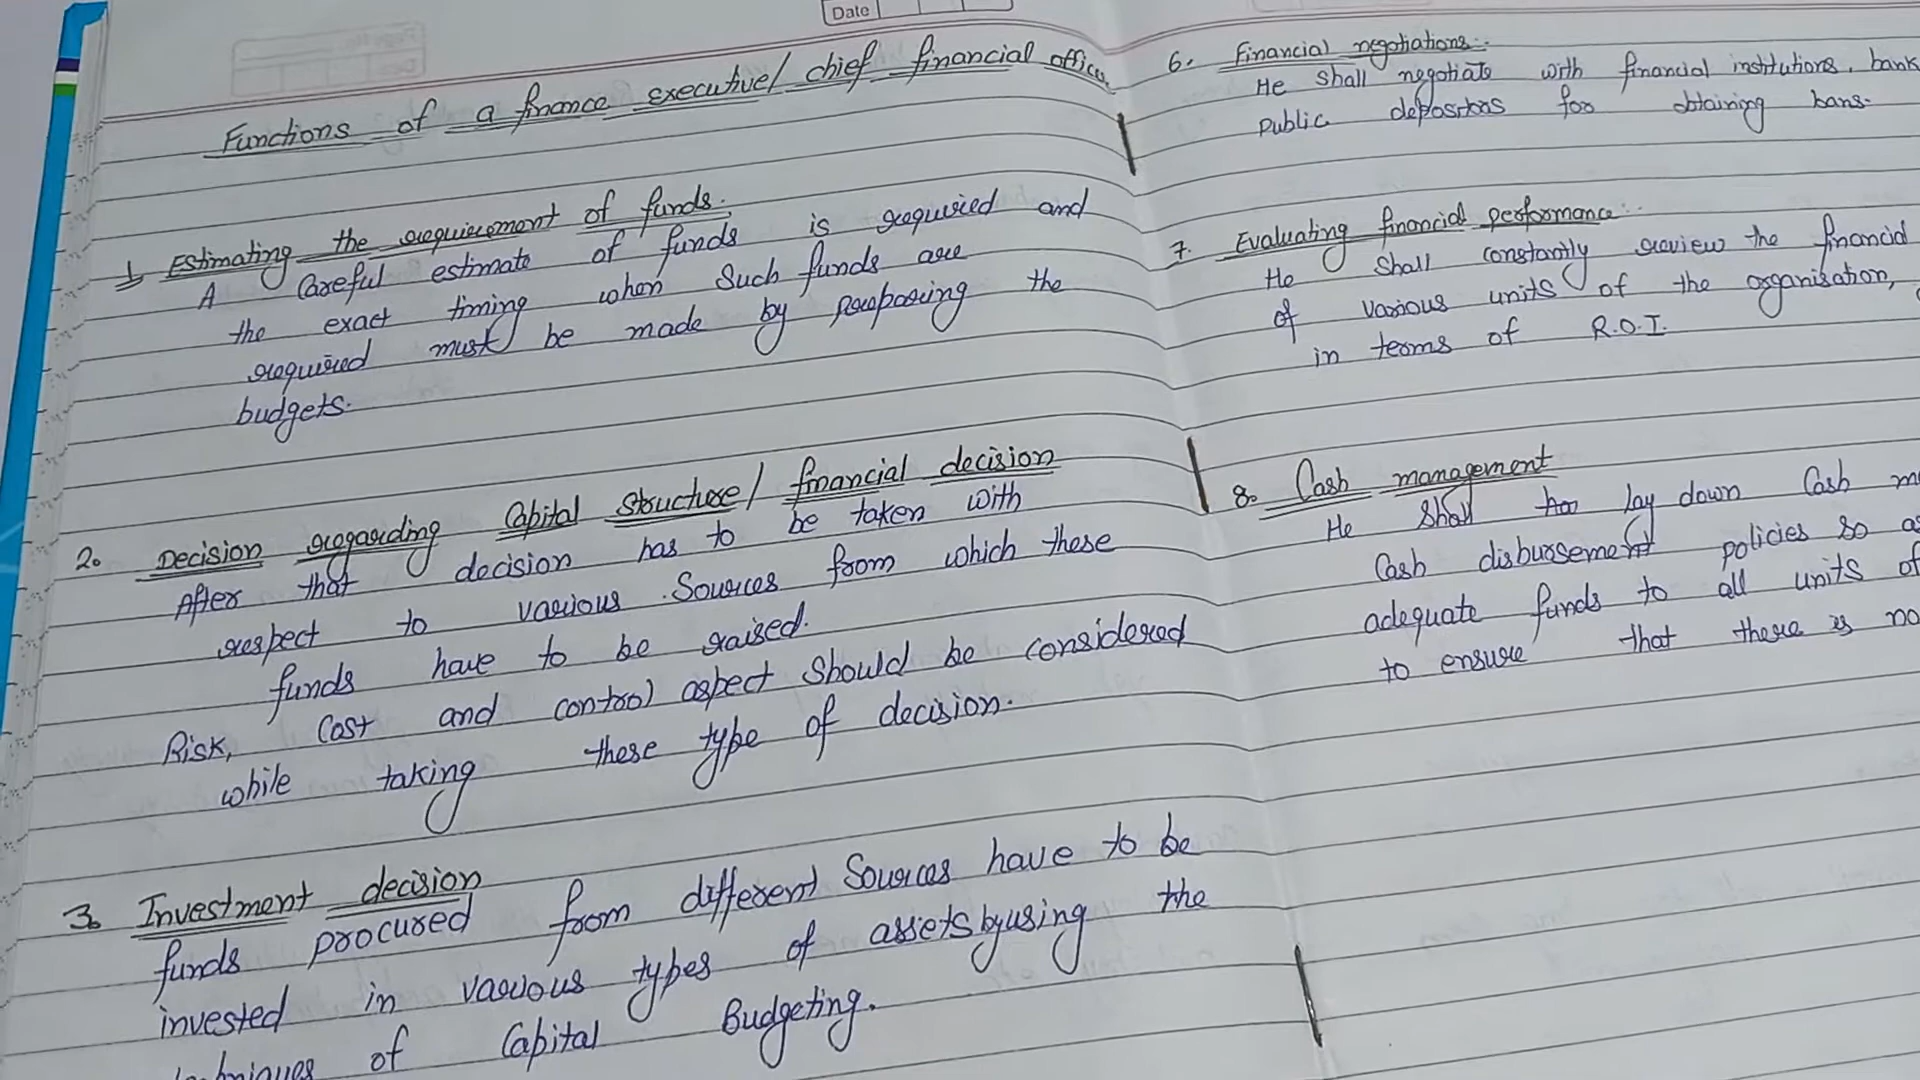 Date
Functions of a finance executive/ chief financial officer
1. Estimating the requirement of funds.
A Careful estimate of funds is required and
the exact timing when Such funds are
required must be made by preparing the
budgets.
2. Decision regarding Capital Structure/ financial decision
After that decision has to be taken with
respect to various Sources from which these
funds have to be raised.
Risk, Cost and control aspect Should be considered
while taking these type of decision.
3. Investment decision
funds procured from different Sources have to be
invested in various types of assets by using the
of Capital Budgeting.
6. Financial negotiations:-
He Shall negotiate with financial institutions, bank
Public depositors for obtaining loans.
7. Evaluating financial performance:-
He Shall constantly review the financial
of various units of the organisation,
in terms of R.O.I.
8. Cash management
He Shall lay down Cash
Cash disbursement policies so as
adequate funds to all units of
to ensure that there is no